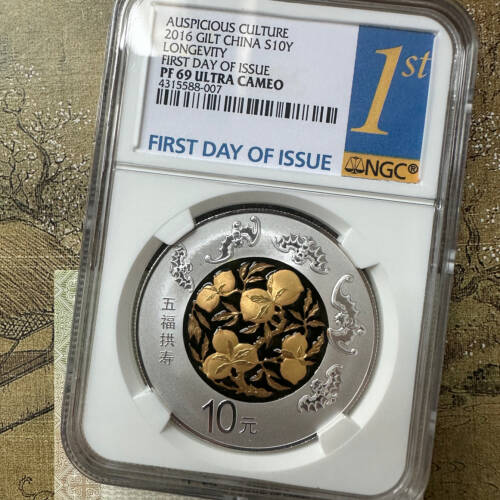 AUSPICIOUS CULTURE
2016 GILT CHINA S10Y
LONGEVITY
FIRST DAY OF ISSUE
PF 69 ULTRA CAMEO
4315588-007
FIRST DAY OF ISSUE
1st
NGC®
五福拱寿
10元